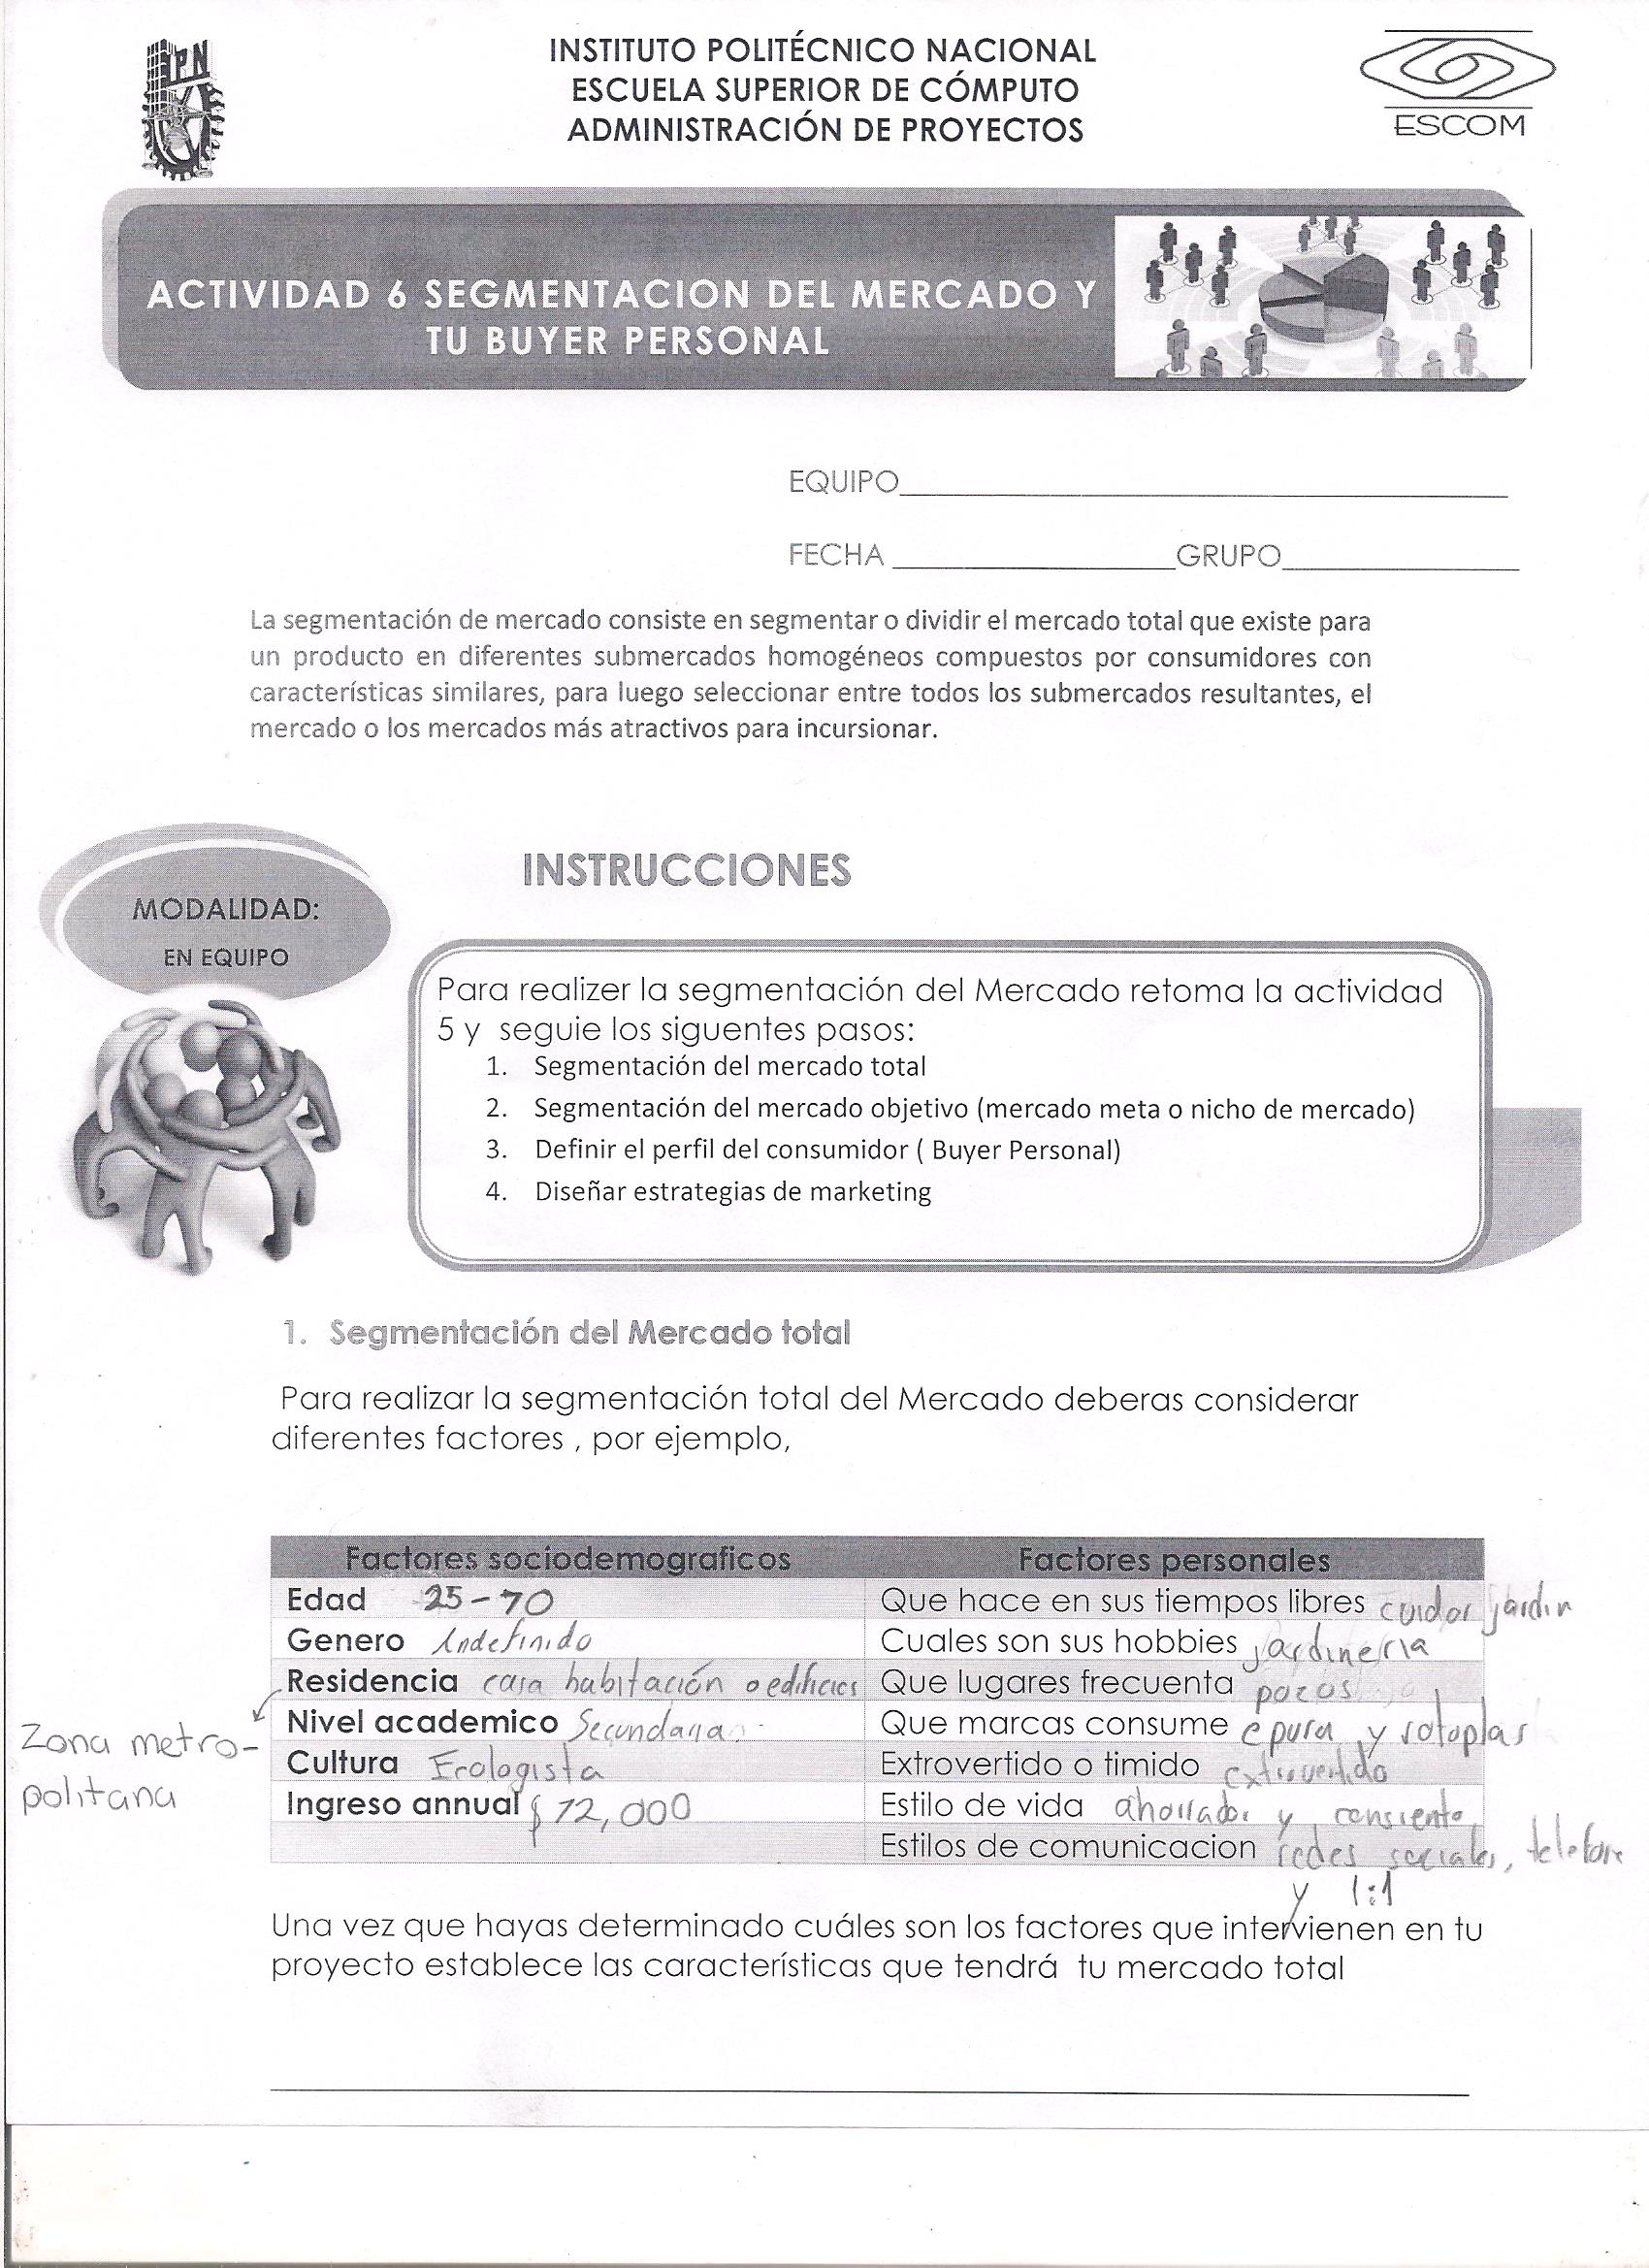 IPN
INSTITUTO POLITÉCNICO NACIONAL
ESCUELA SUPERIOR DE CÓMPUTO
ADMINISTRACIÓN DE PROYECTOS
ESCOM
ACTIVIDAD 6 SEGMENTACION DEL MERCADO Y
TU BUYER PERSONAL
EQUIPO
FECHA GRUPO
La segmentación de mercado consiste en segmentar o dividir el mercado total que existe para
un producto en diferentes submercados homogéneos compuestos por consumidores con
características similares, para luego seleccionar entre todos los submercados resultantes, el
mercado o los mercados más atractivos para incursionar.
MODALIDAD:
EN EQUIPO
INSTRUCCIONES
Para realizer la segmentación del Mercado retoma la actividad
5 y seguie los siguentes pasos:
1. Segmentación del mercado total
2. Segmentación del mercado objetivo (mercado meta o nicho de mercado)
3. Definir el perfil del consumidor ( Buyer Personal)
4. Diseñar estrategias de marketing
1. Segmentación del Mercado total
Para realizar la segmentación total del Mercado deberas considerar
diferentes factores , por ejemplo,
Factores sociodemograficos Factores personales
Edad 25-70 Que hace en sus tiempos libres cuidar jardin
Genero Indefinido Cuales son sus hobbies jardineria
Residencia casa habitación o edificios Que lugares frecuenta pozos
Nivel academico Secundaria Que marcas consume epura y rotoplas
Zona metro-
politana
Cultura Ecologista Extrovertido o timido extrovertido
Ingreso annual $ 72,000 Estilo de vida ahorrador y consiente
Estilos de comunicacion redes sociales, telefono
y 1:1
Una vez que hayas determinado cuáles son los factores que intervienen en tu
proyecto establece las características que tendrá tu mercado total